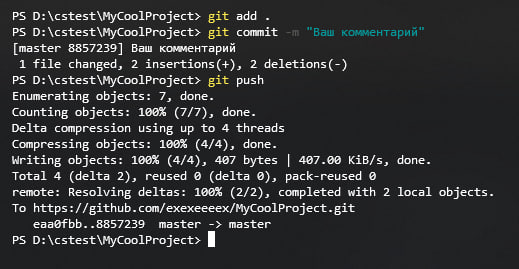 PS D:\cstest\MyCoolProject> git add .
PS D:\cstest\MyCoolProject> git commit -m "Ваш комментарий"
[master 8857239] Ваш комментарий
 1 file changed, 2 insertions(+), 2 deletions(-)
PS D:\cstest\MyCoolProject> git push
Enumerating objects: 7, done.
Counting objects: 100% (7/7), done.
Delta compression using up to 4 threads
Compressing objects: 100% (4/4), done.
Writing objects: 100% (4/4), 407 bytes | 407.00 KiB/s, done.
Total 4 (delta 2), reused 0 (delta 0), pack-reused 0
remote: Resolving deltas: 100% (2/2), completed with 2 local objects.
To https://github.com/exexeeeex/MyCoolProject.git
   eaa0fbb..8857239  master -> master
PS D:\cstest\MyCoolProject>